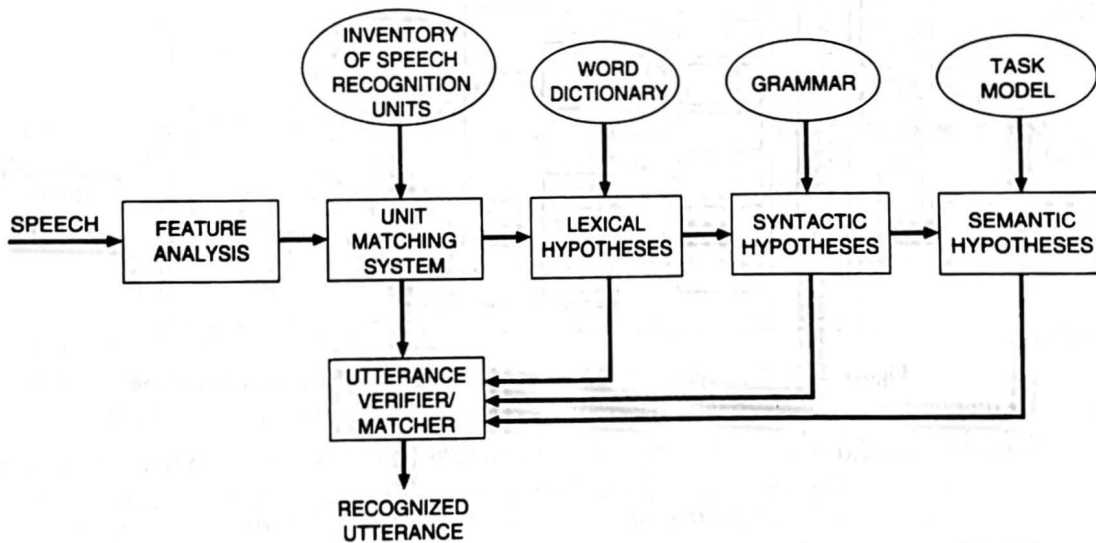 INVENTORY
OF SPEECH
RECOGNITION
UNITS
WORD
DICTIONARY
GRAMMAR
TASK
MODEL
SPEECH
FEATURE
ANALYSIS
UNIT
MATCHING
SYSTEM
LEXICAL
HYPOTHESES
SYNTACTIC
HYPOTHESES
SEMANTIC
HYPOTHESES
UTTERANCE
VERIFIER/
MATCHER
RECOGNIZED
UTTERANCE